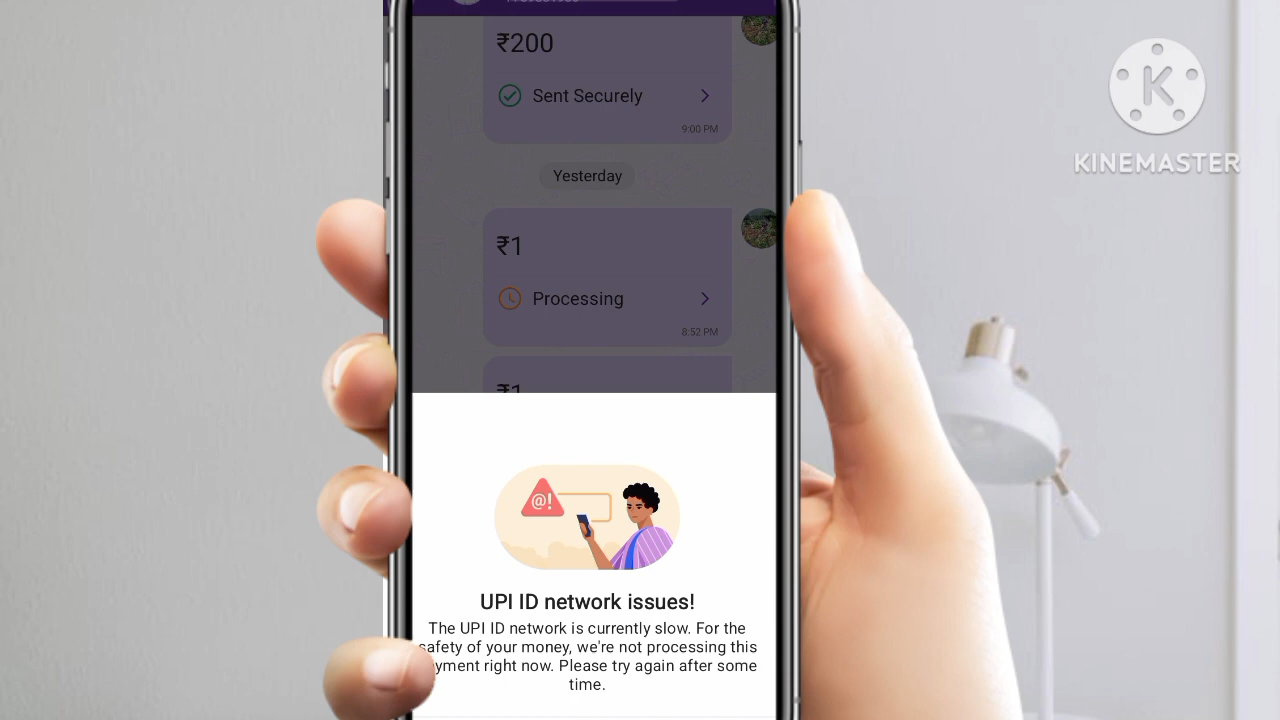 ₹200
Sent Securely
9:00 PM
Yesterday
₹1
Processing
8:52 PM
₹1
@!
UPI ID network issues!
The UPI ID network is currently slow. For the
safety of your money, we're not processing this
yment right now. Please try again after some
time.
K
KINEMASTER